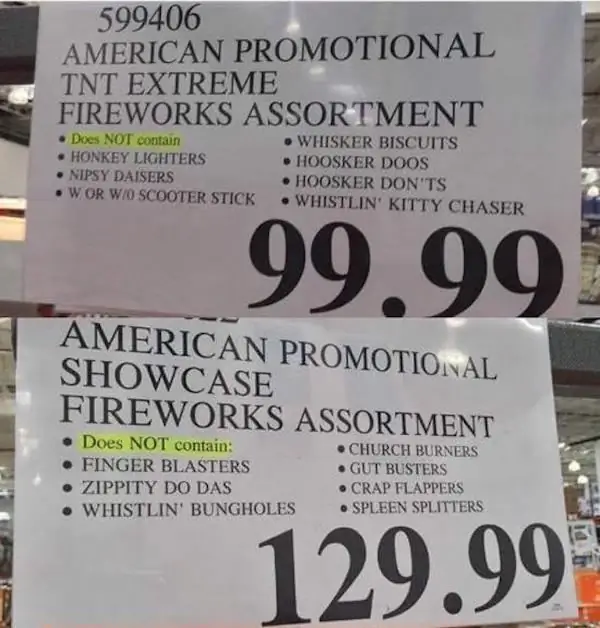 599406
AMERICAN PROMOTIONAL
TNT EXTREME
FIREWORKS ASSORTMENT
• Does NOT contain
• HONKEY LIGHTERS
• NIPSY DAISERS
• W OR W/0 SCOOTER STICK
• WHISKER BISCUITS
• HOOSKER DOOS
• HOOSKER DON'TS
• WHISTLIN' KITTY CHASER
99.99
AMERICAN PROMOTIONAL
SHOWCASE
FIREWORKS ASSORTMENT
• Does NOT contain:
• FINGER BLASTERS
• ZIPPITY DO DAS
• WHISTLIN' BUNGHOLES
• CHURCH BURNERS
• GUT BUSTERS
• CRAP FLAPPERS
• SPLEEN SPLITTERS
129.99